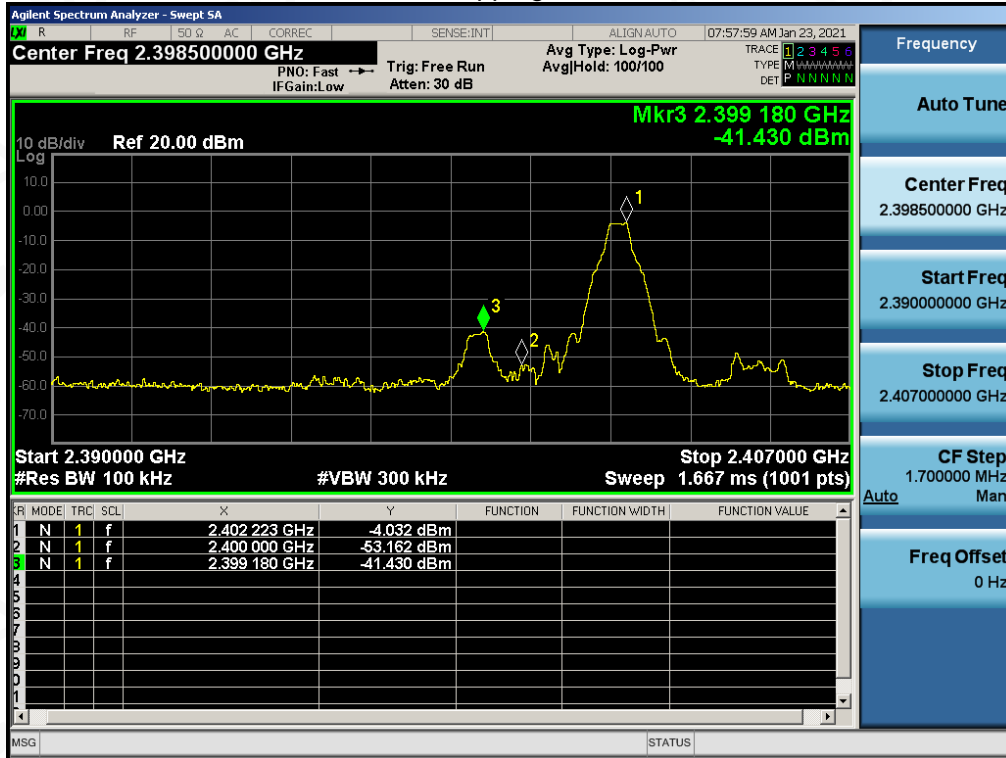 Agilent Spectrum Analyzer - Swept SA
LXI R RF 50 Ω AC CORREC SENSE:INT ALIGN AUTO 07:57:59 AM Jan 23, 2021
Center Freq 2.398500000 GHz
PNO: Fast
IFGain:Low
Trig: Free Run
Atten: 30 dB
Avg Type: Log-Pwr
Avg|Hold: 100/100
TRACE 1 2 3 4 5 6
TYPE M
DET P N N N N N
Mkr3 2.399 180 GHz
-41.430 dBm
10 dB/div Ref 20.00 dBm
Log
10.0
0.00
-10.0
-20.0
-30.0
-40.0
-50.0
-60.0
-70.0
1
3
2
Start 2.390000 GHz Stop 2.407000 GHz
#Res BW 100 kHz #VBW 300 kHz Sweep 1.667 ms (1001 pts)
KR MODE TRC SCL X Y FUNCTION FUNCTION WIDTH FUNCTION VALUE
1 N 1 f 2.402 223 GHz -4.032 dBm
2 N 1 f 2.400 000 GHz -53.162 dBm
3 N 1 f 2.399 180 GHz -41.430 dBm
4
5
6
7
8
9
0
1
MSG STATUS
Frequency
Auto Tune
Center Freq
2.398500000 GHz
Start Freq
2.390000000 GHz
Stop Freq
2.407000000 GHz
CF Step
1.700000 MHz
Auto Man
Freq Offset
0 Hz